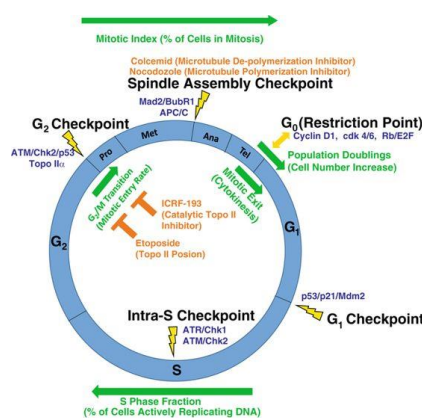 Mitotic Index (% of Cells in Mitosis)
Colcemid (Microtubule De-polymerization Inhibitor)
Nocodozole (Microtubule Polymerization Inhibitor)
Spindle Assembly Checkpoint
Mad2/BubR1
APC/C
G2 Checkpoint
ATM/Chk2/p53
Topo IIα
Pro
Met
Ana
Tel
G0(Restriction Point)
Cyclin D1, cdk 4/6, Rb/E2F
Population Doublings
(Cell Number Increase)
G2/M Transition
(Mitotic Entry Rate)
Mitotic Exit
(Cytokinesis)
ICRF-193
(Catalytic Topo II
Inhibitor)
Etoposide
(Topo II Posion)
G2
G1
p53/p21/Mdm2
G1 Checkpoint
Intra-S Checkpoint
ATR/Chk1
ATM/Chk2
S
S Phase Fraction
(% of Cells Actively Replicating DNA)